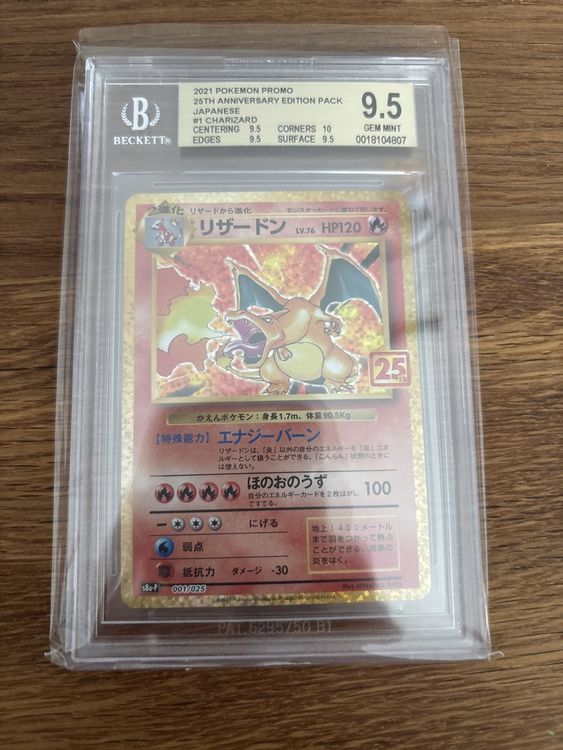 2021 POKEMON PROMO
25TH ANNIVERSARY EDITION PACK
JAPANESE
#1 CHARIZARD
CENTERING 9.5 CORNERS 10
EDGES 9.5 SURFACE 9.5
9.5
GEM MINT
0018104807
B
BECKETT®
2進化 リザードから進化 モンスターカードに重ねて使います。
リザードン LV.76 HP120
25th
かえんポケモン：身長1.7m、体重90.5Kg
【特殊能力】エナジーバーン
リザードンは、「炎」以外の自分のエネルギーを「炎」エネ
ルギーとして扱うことができる。「こんらん」状態のときに
は使えない。
ほのおのうず 100
自分のエネルギーカードを2枚はがし
てすてる。
にげる
弱点
抵抗力 ダメージ -30
地上1400メートル
まで羽をつかって飛ぶ
ことができる。高熱の
炎をはく。
Illus. Mitsuhiro Arita
s8a-P 001/025
PAT. 6295750 B1